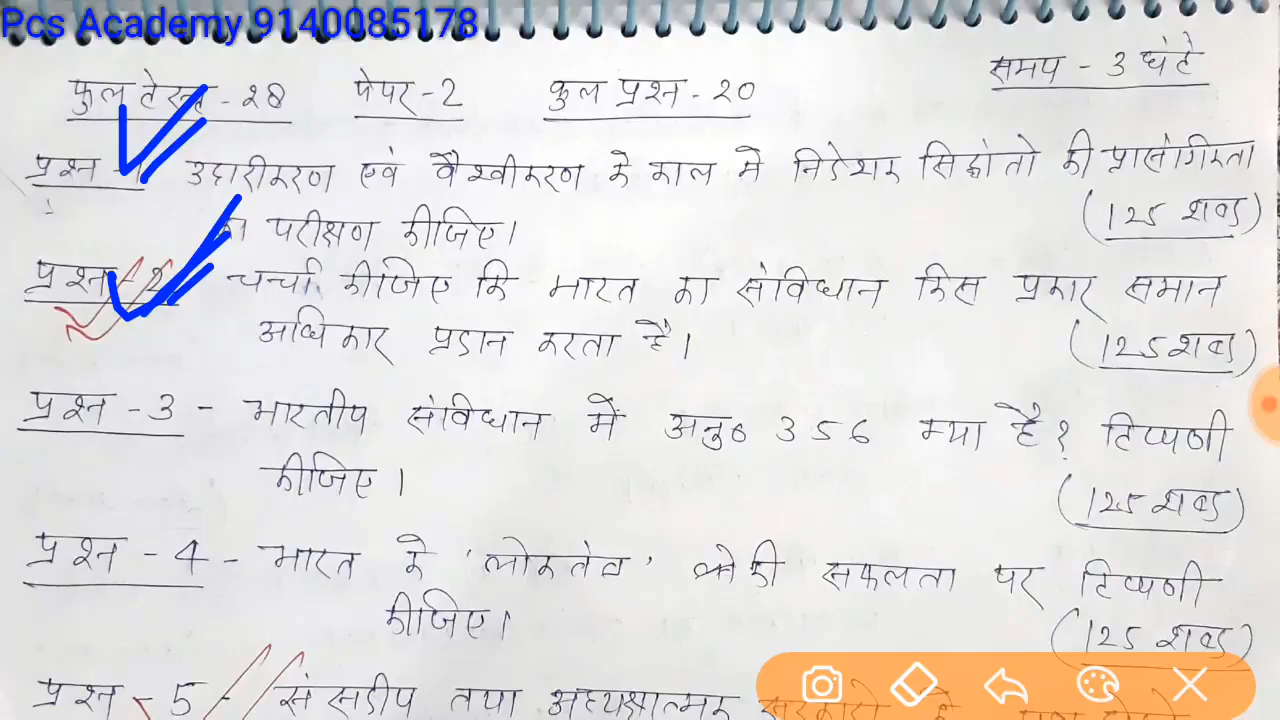 Pcs Academy 9140085178
समय - 3 घंटे
फुल टेस्ट - 28 पेपर - 2 कुल प्रश्न - 20
प्रश्न - 1 उदारीकरण एवं वैश्वीकरण के काल में निदेशक सिद्धांतो की प्रासंगिकता
का परीक्षण कीजिए। (125 शब्द)
प्रश्न - 2 चर्चा कीजिए कि भारत का संविधान किस प्रकार समान
अधिकार प्रदान करता है। (125 शब्द)
प्रश्न - 3 - भारतीय संविधान में अनु० 356 क्या है? टिप्पणी
कीजिए। (125 शब्द)
प्रश्न - 4 - भारत के 'लोकतंत्र' की सफलता पर टिप्पणी
कीजिए। (125 शब्द)
प्रश्न - 5 - संसदीय तथा अध्यक्षात्मक